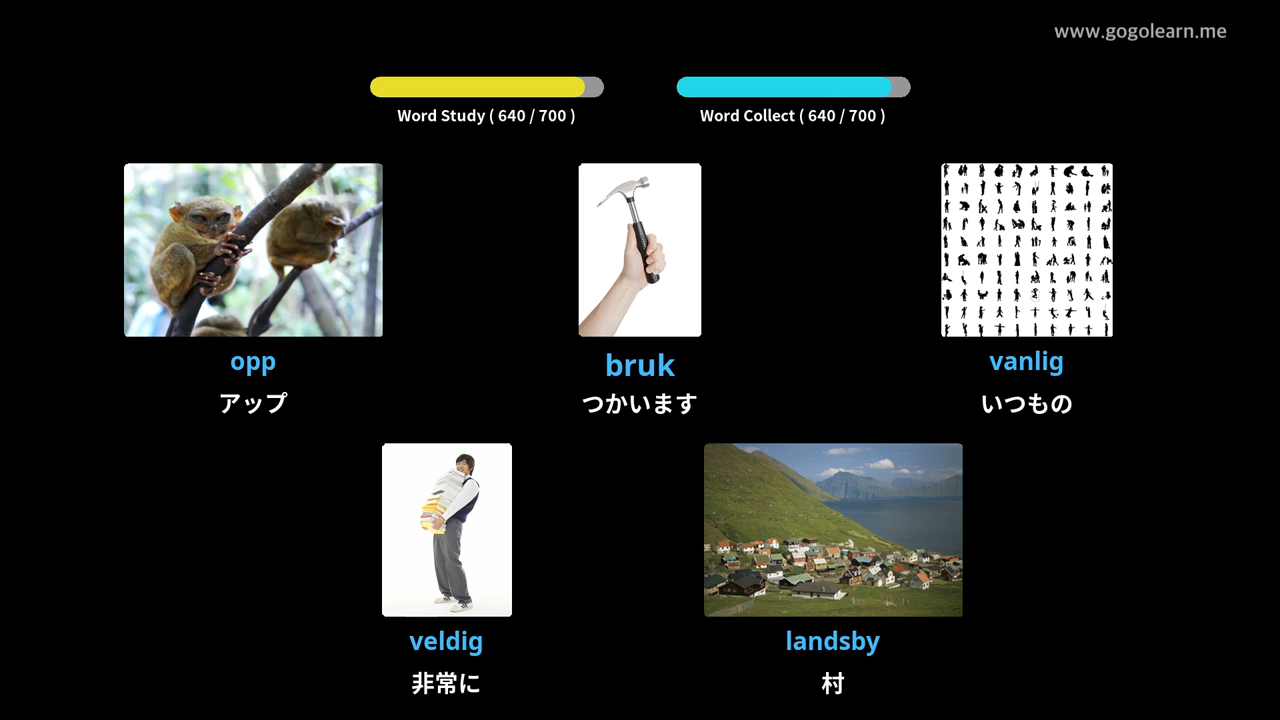 www.gogolearn.me
Word Study ( 640 / 700 )
Word Collect ( 640 / 700 )
opp
アップ
bruk
つかいます
vanlig
いつもの
veldig
非常に
landsby
村